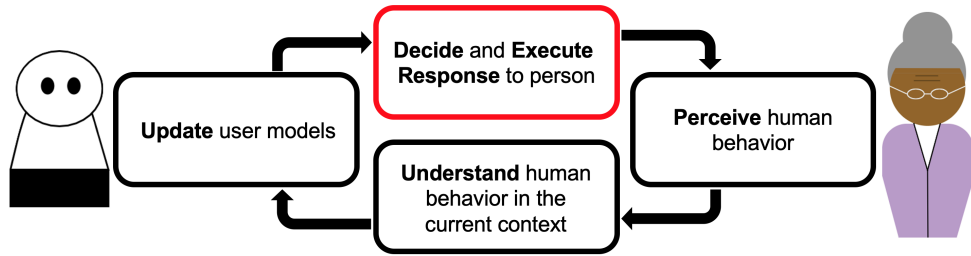 Decide and Execute
Response to person
Update user models
Perceive human
behavior
Understand human
behavior in the
current context